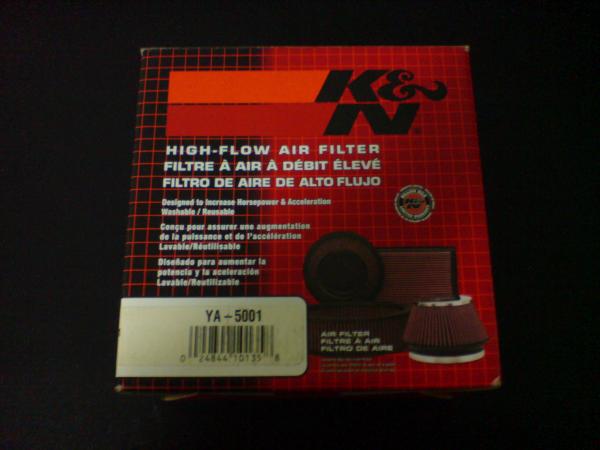 K&N®
HIGH-FLOW AIR FILTER
FILTRE À AIR À DÉBIT ÉLEVÉ
FILTRO DE AIRE DE ALTO FLUJO
Designed to Increase Horsepower & Acceleration
Washable / Reusable
Conçu pour assurer une augmentation
de la puissance et de l'accélération
Lavable/Réutilisable
Diseñado para aumentar la
potencia y la aceleración
Lavable/Reutilizable
K&N
YA-5001
0 24844 10135 8
AIR FILTER
FILTRE À AIR
FILTRO DE AIRE